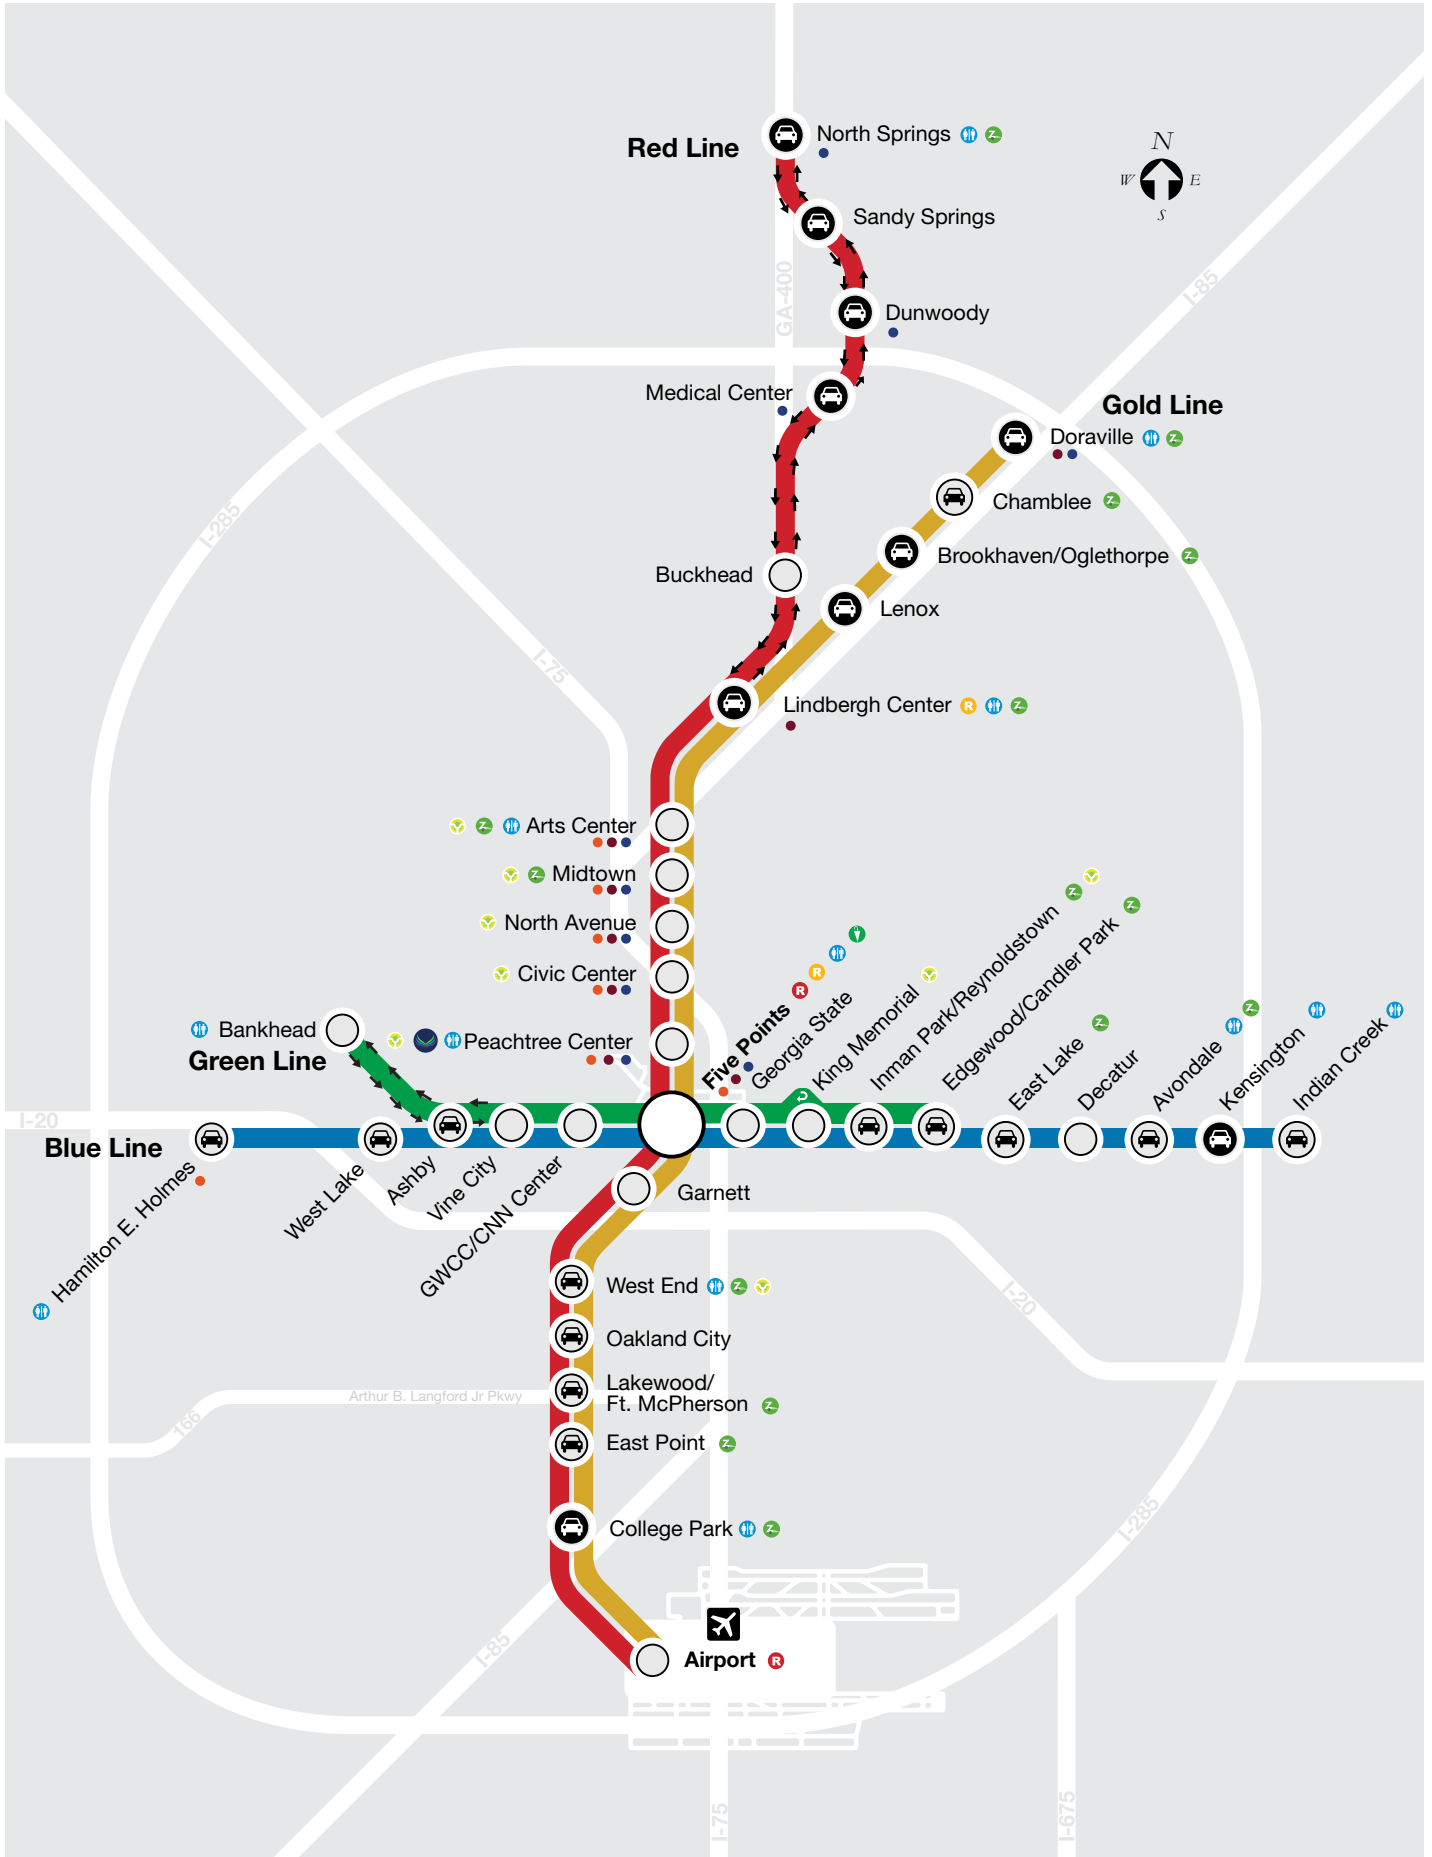 North Springs
Red Line
N
W
E
S
Sandy Springs
GA-400
I-85
Dunwoody
Medical Center
Gold Line
Doraville
Chamblee
I-285
Brookhaven/Oglethorpe
Buckhead
Lenox
I-75
Lindbergh Center
R
Arts Center
Midtown
North Avenue
Civic Center
Peachtree Center
Bankhead
Green Line
Five Points
R
R
Georgia State
King Memorial
Inman Park/Reynoldstown
Edgewood/Candler Park
East Lake
Decatur
Avondale
Kensington
Indian Creek
I-20
Blue Line
Hamilton E. Holmes
West Lake
Ashby
Vine City
GWCC/CNN Center
Garnett
West End
I-20
Oakland City
Lakewood/
Ft. McPherson
Arthur B. Langford Jr Pkwy
166
East Point
College Park
I-285
I-85
Airport
R
I-75
I-675